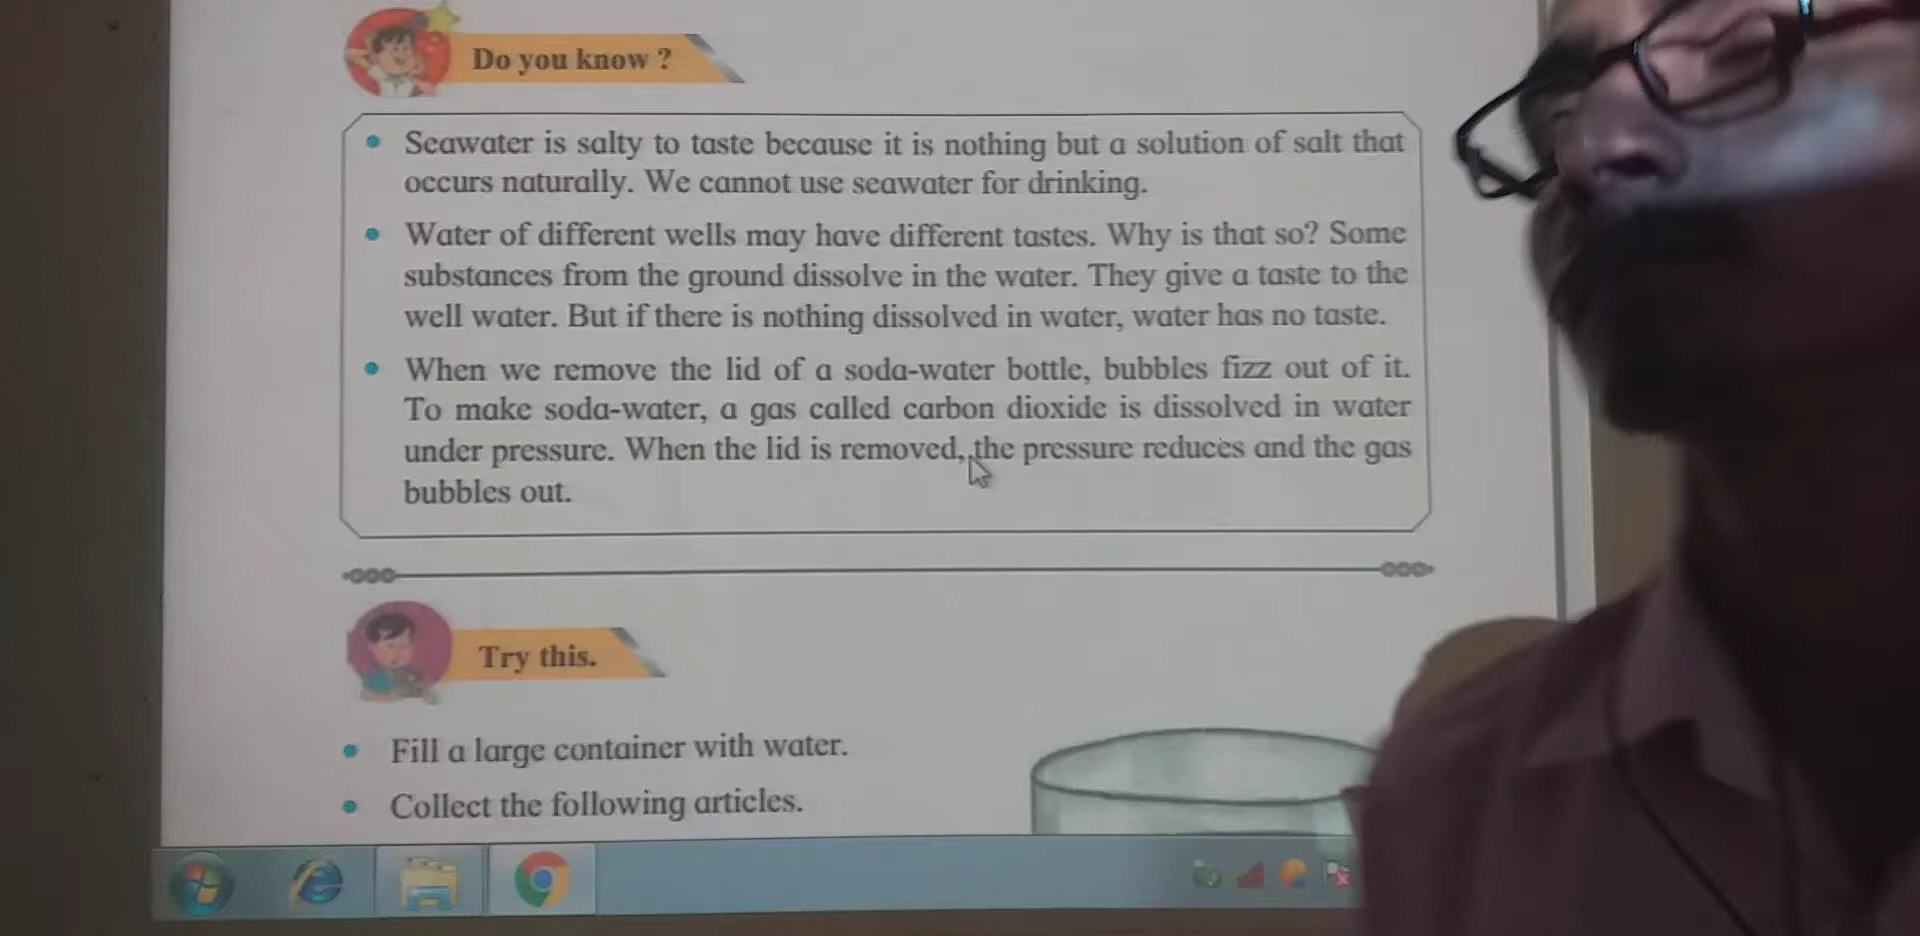 Do you know ?
• Seawater is salty to taste because it is nothing but a solution of salt that
occurs naturally. We cannot use seawater for drinking.
• Water of different wells may have different tastes. Why is that so? Some
substances from the ground dissolve in the water. They give a taste to the
well water. But if there is nothing dissolved in water, water has no taste.
• When we remove the lid of a soda-water bottle, bubbles fizz out of it.
To make soda-water, a gas called carbon dioxide is dissolved in water
under pressure. When the lid is removed, the pressure reduces and the gas
bubbles out.
Try this.
• Fill a large container with water.
• Collect the following articles.